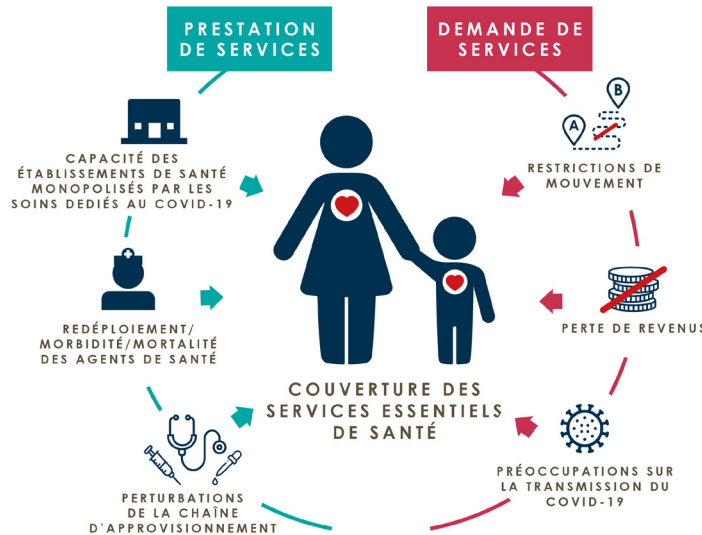 PRESTATION
DE SERVICES
DEMANDE DE
SERVICES
CAPACITÉ DES
ÉTABLISSEMENTS DE SANTÉ
MONOPOLISÉS PAR LES
SOINS DEDIÉS AU COVID-19
REDÉPLOIEMENT/
MORBIDITÉ/MORTALITÉ
DES AGENTS DE SANTÉ
PERTURBATIONS
DE LA CHAÎNE
D'APPROVISIONNEMENT
A
B
RESTRICTIONS DE
MOUVEMENT
PERTE DE REVENUS
PRÉOCCUPATIONS SUR
LA TRANSMISSION DU
COVID-19
COUVERTURE DES
SERVICES ESSENTIELS
DE SANTÉ